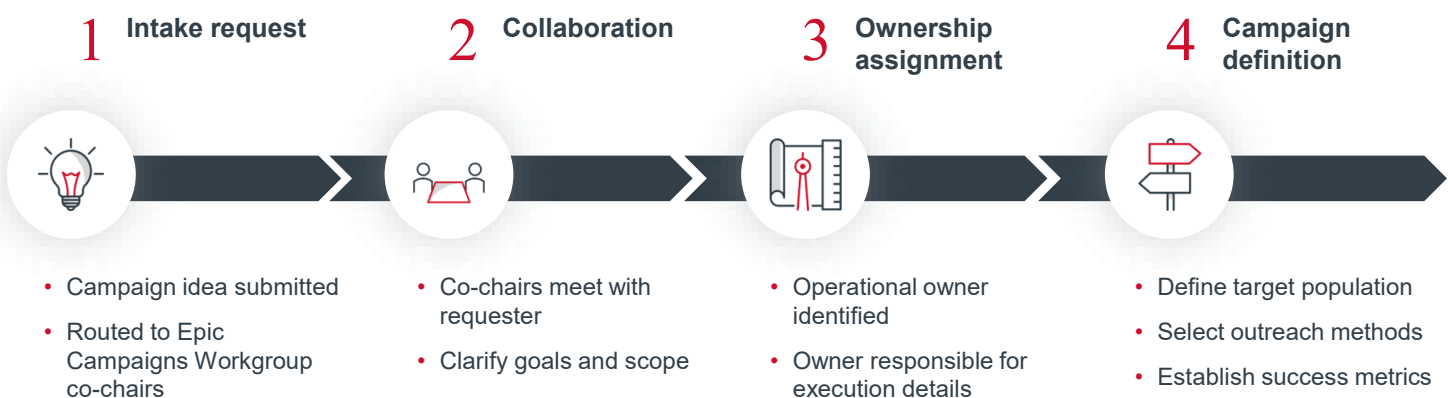 1 Intake request
• Campaign idea submitted
• Routed to Epic
Campaigns Workgroup
co-chairs
2 Collaboration
• Co-chairs meet with
requester
• Clarify goals and scope
3 Ownership
assignment
• Operational owner
identified
• Owner responsible for
execution details
4 Campaign
definition
• Define target population
• Select outreach methods
• Establish success metrics